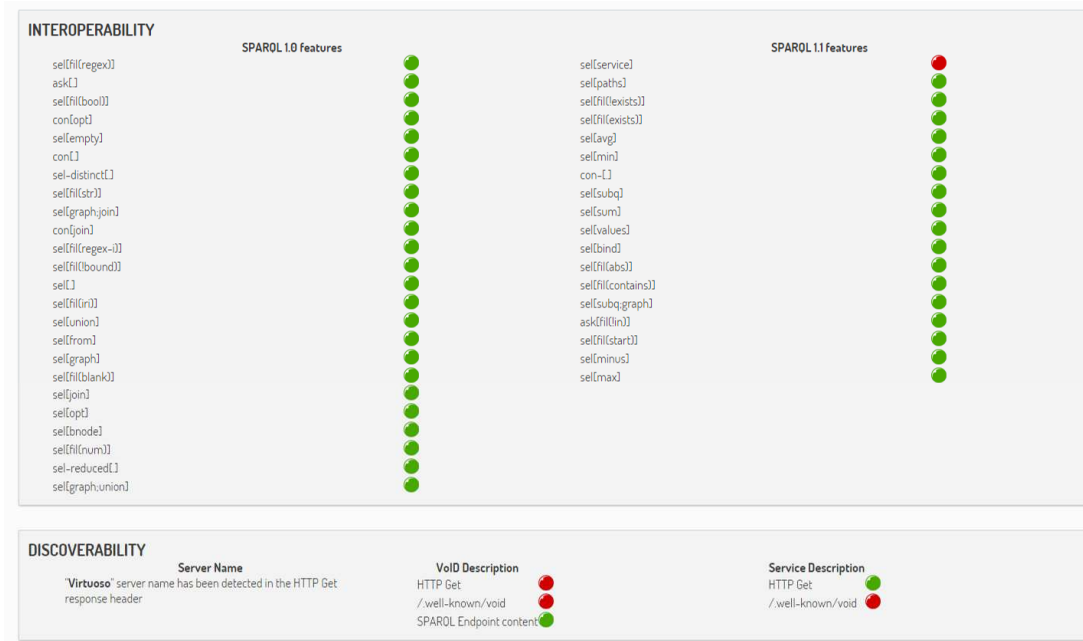 INTEROPERABILITY
SPARQL 1.0 features
sel[fil(regex)]
ask[.]
sel[fil(bool)]
con[opt]
sel[empty]
con[.]
sel-distinct[.]
sel[fil(str)]
sel[graph;join]
con[join]
sel[fil(regex-i)]
sel[fil(!bound)]
sel[.]
sel[fil(iri)]
sel[union]
sel[from]
sel[graph]
sel[fil(blank)]
sel[join]
sel[opt]
sel[bnode]
sel[fil(num)]
sel-reduced[.]
sel[graph;union]
SPARQL 1.1 features
sel[service]
sel[paths]
sel[fil(!exists)]
sel[fil(exists)]
sel[avg]
sel[min]
con-[.]
sel[subq]
sel[sum]
sel[values]
sel[bind]
sel[fil(abs)]
sel[fil(contains)]
sel[subq;graph]
ask[fil(!in)]
sel[fil(start)]
sel[minus]
sel[max]
DISCOVERABILITY
Server Name
"Virtuoso" server name has been detected in the HTTP Get
response header
VoID Description
HTTP Get
/.well-known/void
SPARQL Endpoint content
Service Description
HTTP Get
/.well-known/void